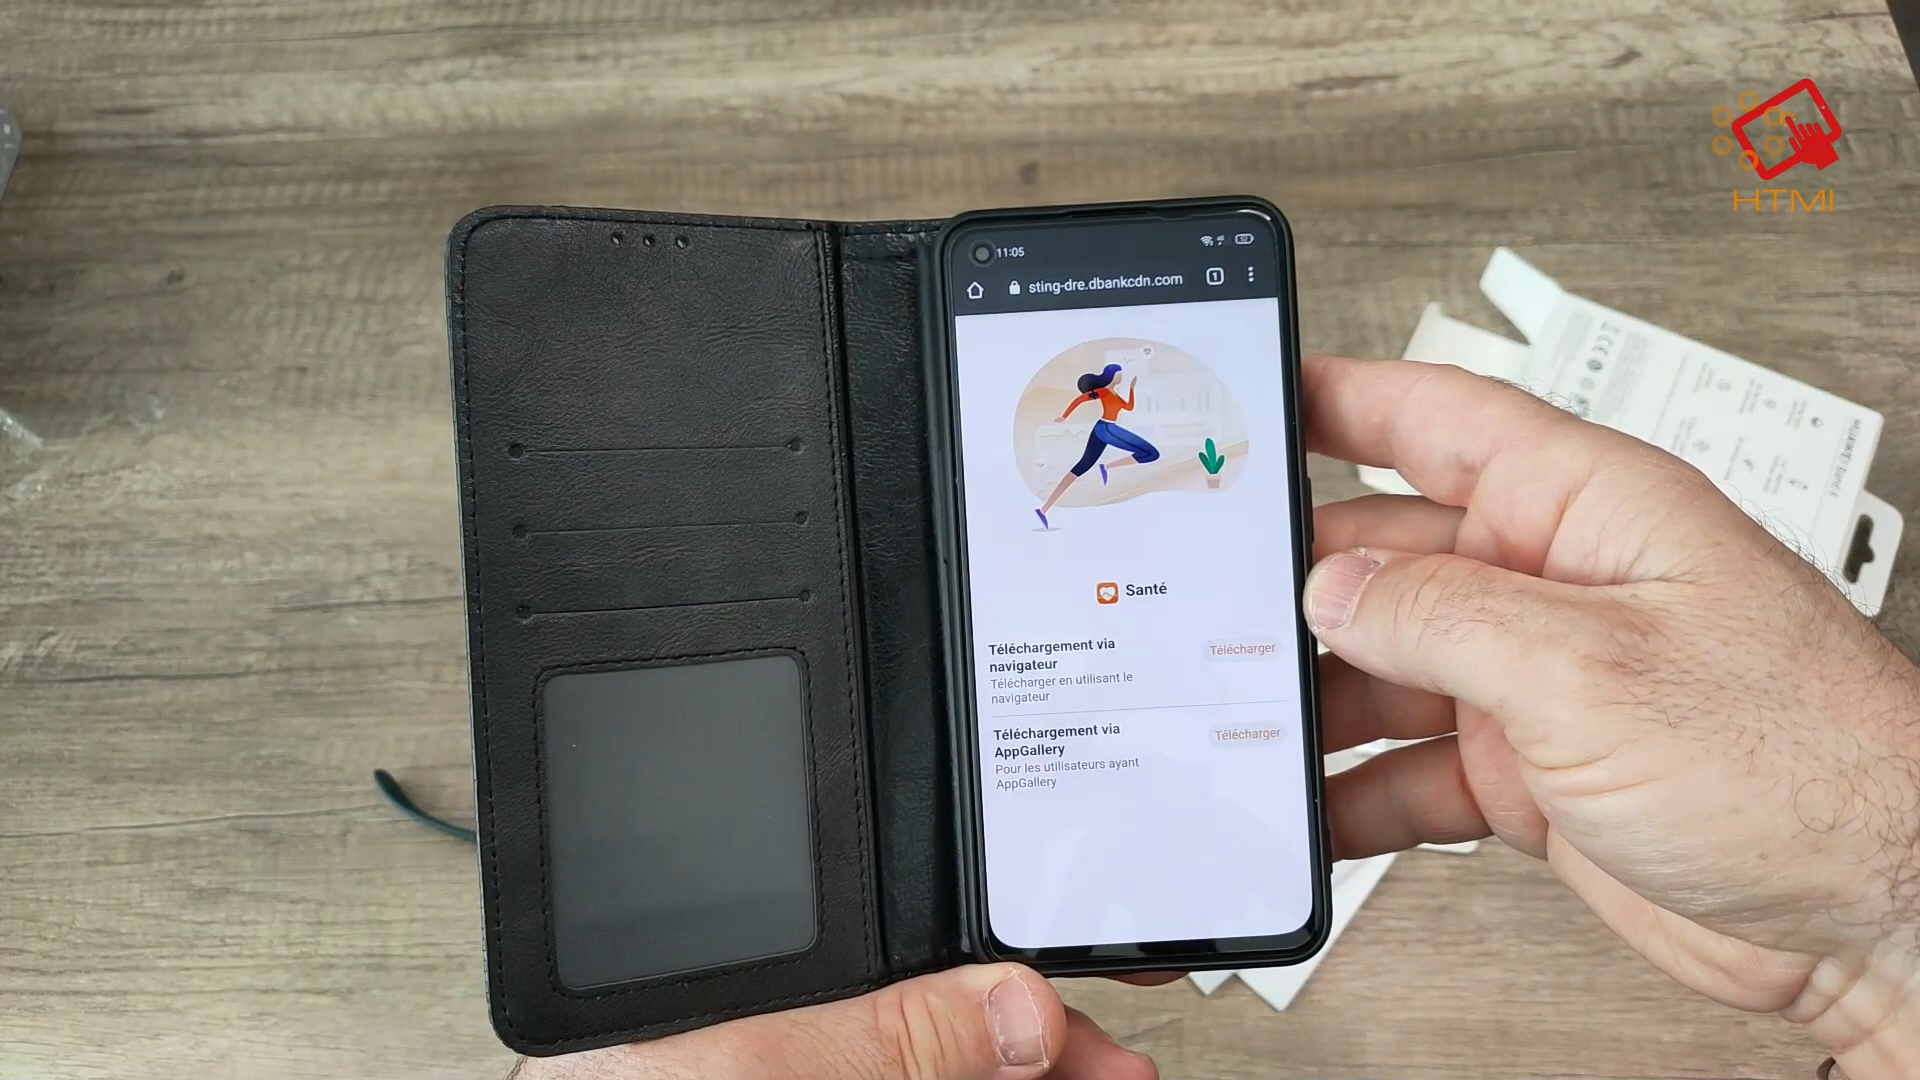 HTMI
11:05
sting-dre.dbankcdn.com
1
Santé
Téléchargement via
navigateur
Télécharger en utilisant le
navigateur
Télécharger
Téléchargement via
AppGallery
Pour les utilisateurs ayant
AppGallery
Télécharger